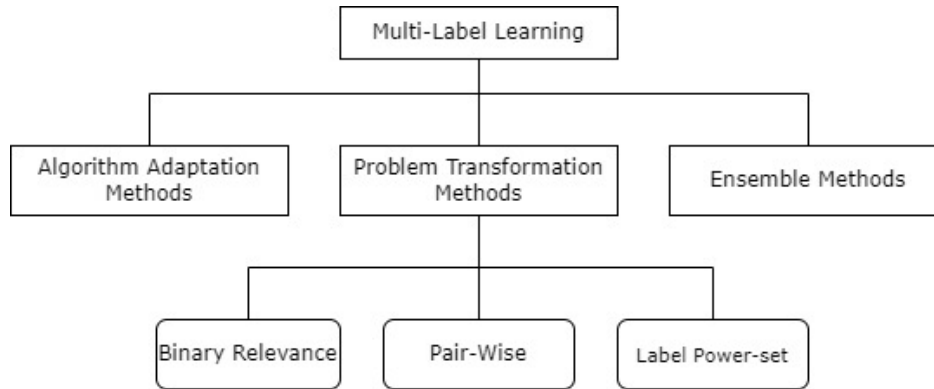 Multi-Label Learning
Algorithm Adaptation
Methods
Problem Transformation
Methods
Ensemble Methods
Binary Relevance
Pair-Wise
Label Power-set